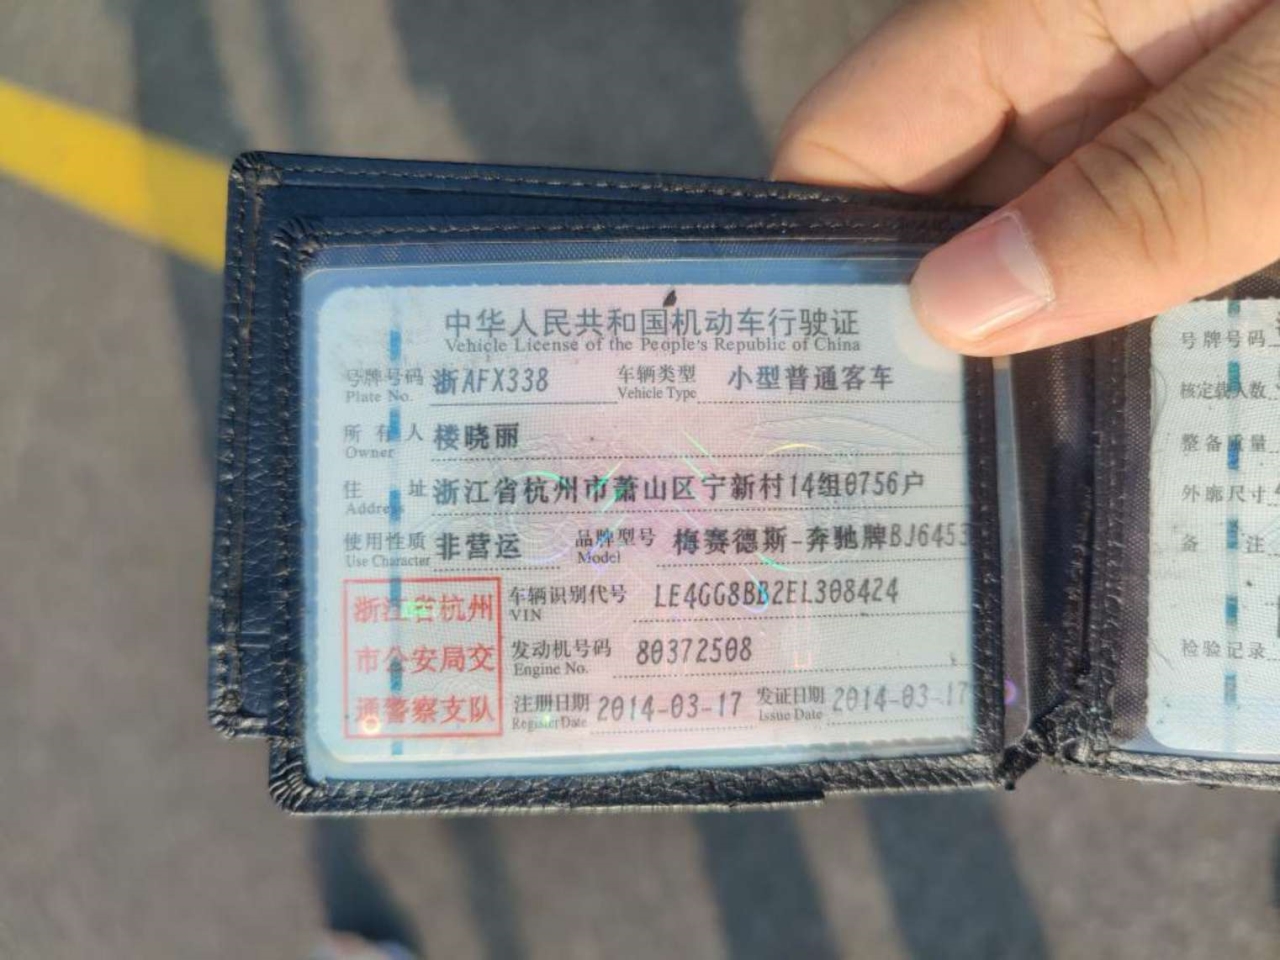 中华人民共和国机动车行驶证
Vehicle License of the People's Republic of China
号牌号码 浙AFX338 车辆类型 小型普通客车
Plate No. Vehicle Type
所有人 楼晓丽
Owner
住址 浙江省杭州市萧山区宁新村14组0756户
Address
使用性质 非营运 品牌型号 梅赛德斯-奔驰牌BJ6453
Use Character Model
浙江省杭州
市公安局交
通警察支队
车辆识别代号 LE4GG8BB2EL308424
VIN
发动机号码 80372508
Engine No.
注册日期 2014-03-17 发证日期 2014-03-17
Register Date Issue Date
号牌号码
核定载人数
整备质量
外廓尺寸
备注
检验记录